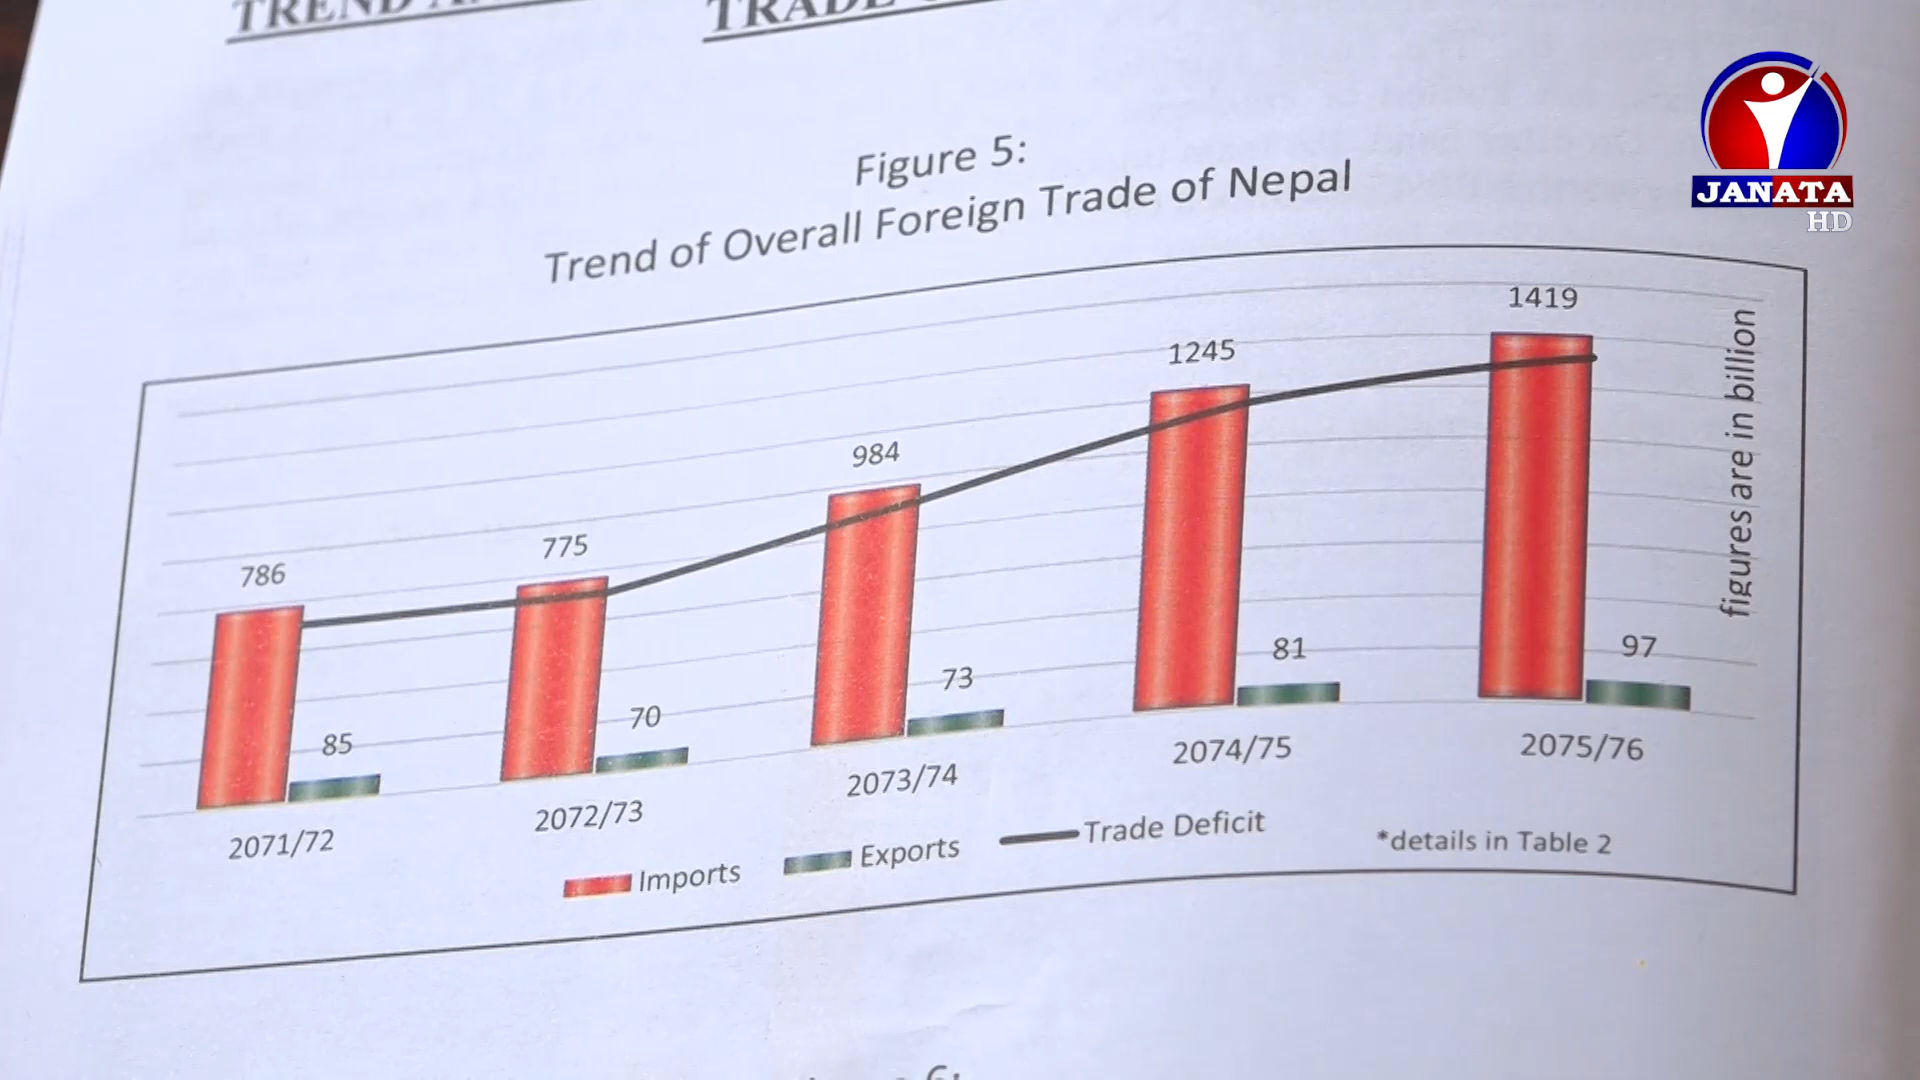 TREND
TRADE
JANATA
HD
Figure 5:
Trend of Overall Foreign Trade of Nepal
1419
1245
984
775
786
figures are in billion
97
81
73
70
85
2075/76
2074/75
2073/74
2072/73
2071/72
Imports
Exports
Trade Deficit
*details in Table 2